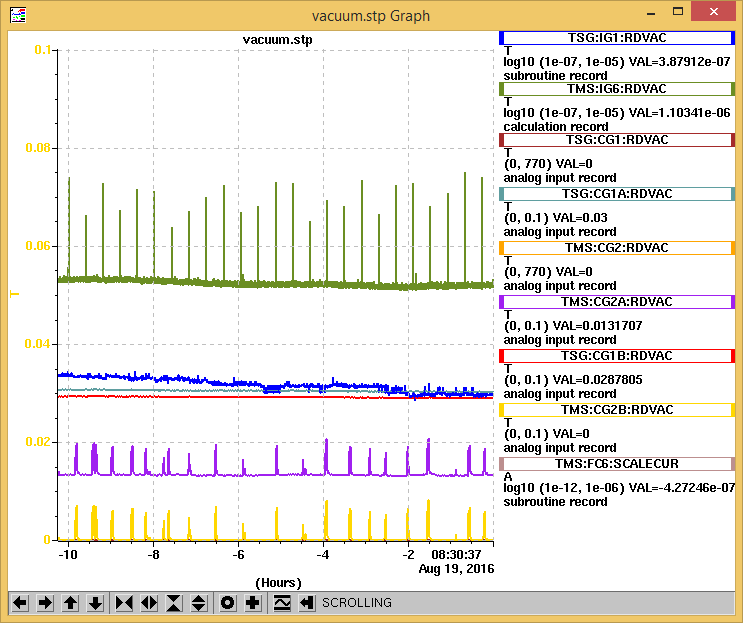 vacuum.stp Graph
vacuum.stp
0.1
0.08
0.06
T
0.04
0.02
0
-10
-8
-6
-4
-2
08:30:37
Aug 19, 2016
(Hours)
TSG:IG1:RDVAC
T
log10 (1e-07, 1e-05) VAL=3.87912e-07
subroutine record
TMS:IG6:RDVAC
T
log10 (1e-07, 1e-05) VAL=1.10341e-06
calculation record
TSG:CG1:RDVAC
T
(0, 770) VAL=0
analog input record
TSG:CG1A:RDVAC
T
(0, 0.1) VAL=0.03
analog input record
TMS:CG2:RDVAC
T
(0, 770) VAL=0
analog input record
TMS:CG2A:RDVAC
T
(0, 0.1) VAL=0.0131707
analog input record
TSG:CG1B:RDVAC
T
(0, 0.1) VAL=0.0287805
analog input record
TMS:CG2B:RDVAC
T
(0, 0.1) VAL=0
analog input record
TMS:FC6:SCALECUR
A
log10 (1e-12, 1e-06) VAL=-4.27246e-07
subroutine record
SCROLLING